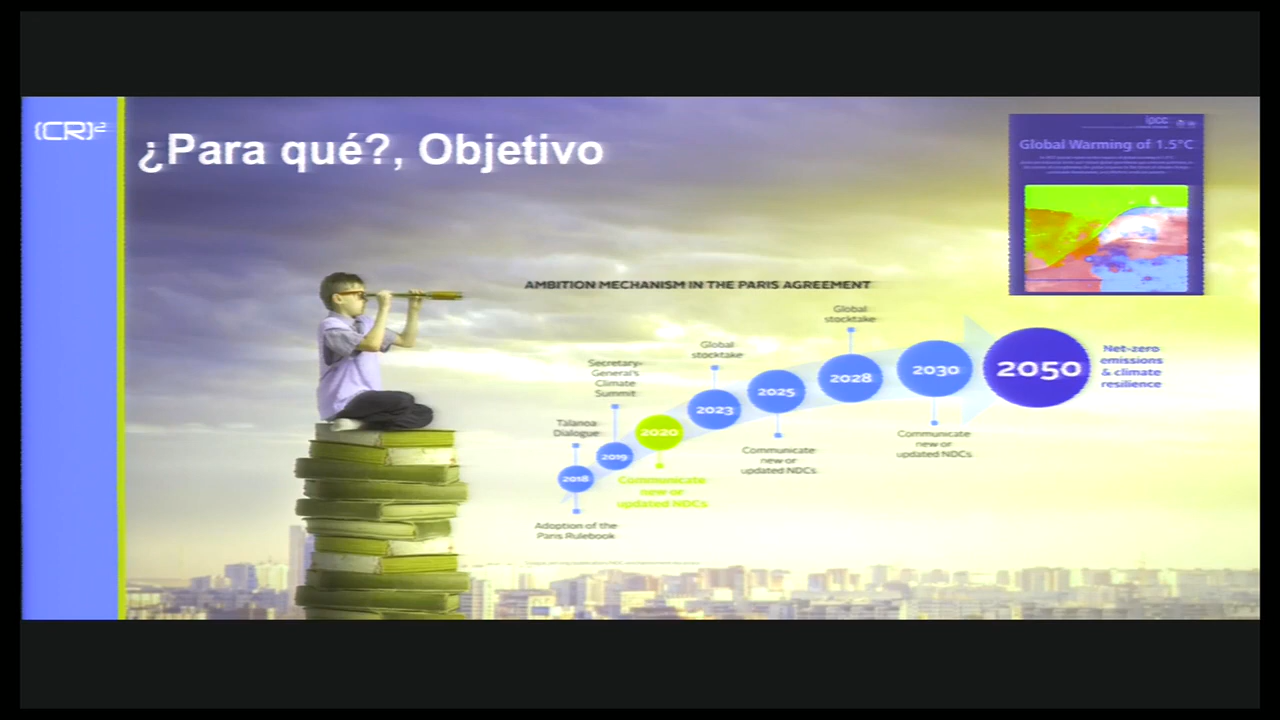 (CR)²
¿Para qué?, Objetivo
ipcc
Global Warming of 1.5°C
AMBITION MECHANISM IN THE PARIS AGREEMENT
Global
stocktake
Global
stocktake
Secretary-
General's
Climate
Summit
Talanoa
Dialogue
2018
2019
2020
2023
2025
2028
2030
2050
Net-zero
emissions
& climate
resilience
Communicate
new or
updated NDCs
Communicate
new or
updated NDCs
Communicate
new or
updated NDCs
Adoption of the
Paris Rulebook